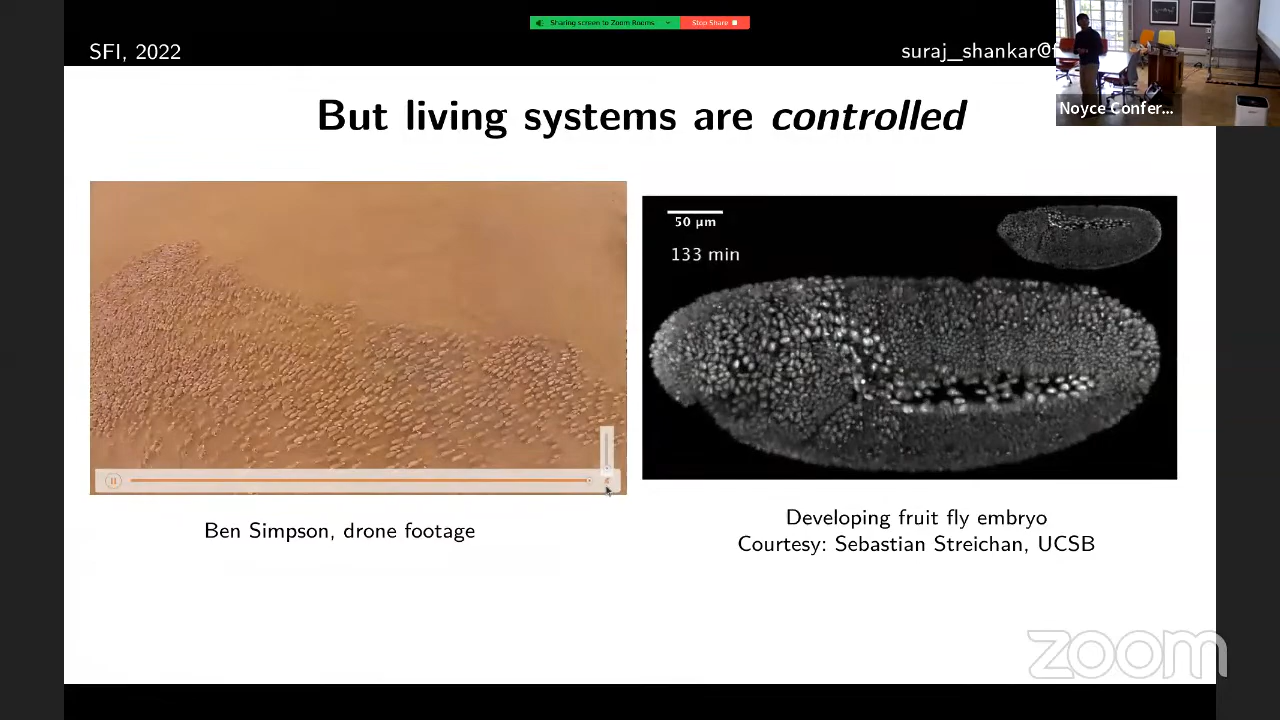 Sharing screen to Zoom Rooms
Stop Share
SFI, 2022
suraj_shankar@f
Noyce Confer...
But living systems are controlled
50 µm
133 min
Ben Simpson, drone footage
Developing fruit fly embryo
Courtesy: Sebastian Streichan, UCSB
zoom